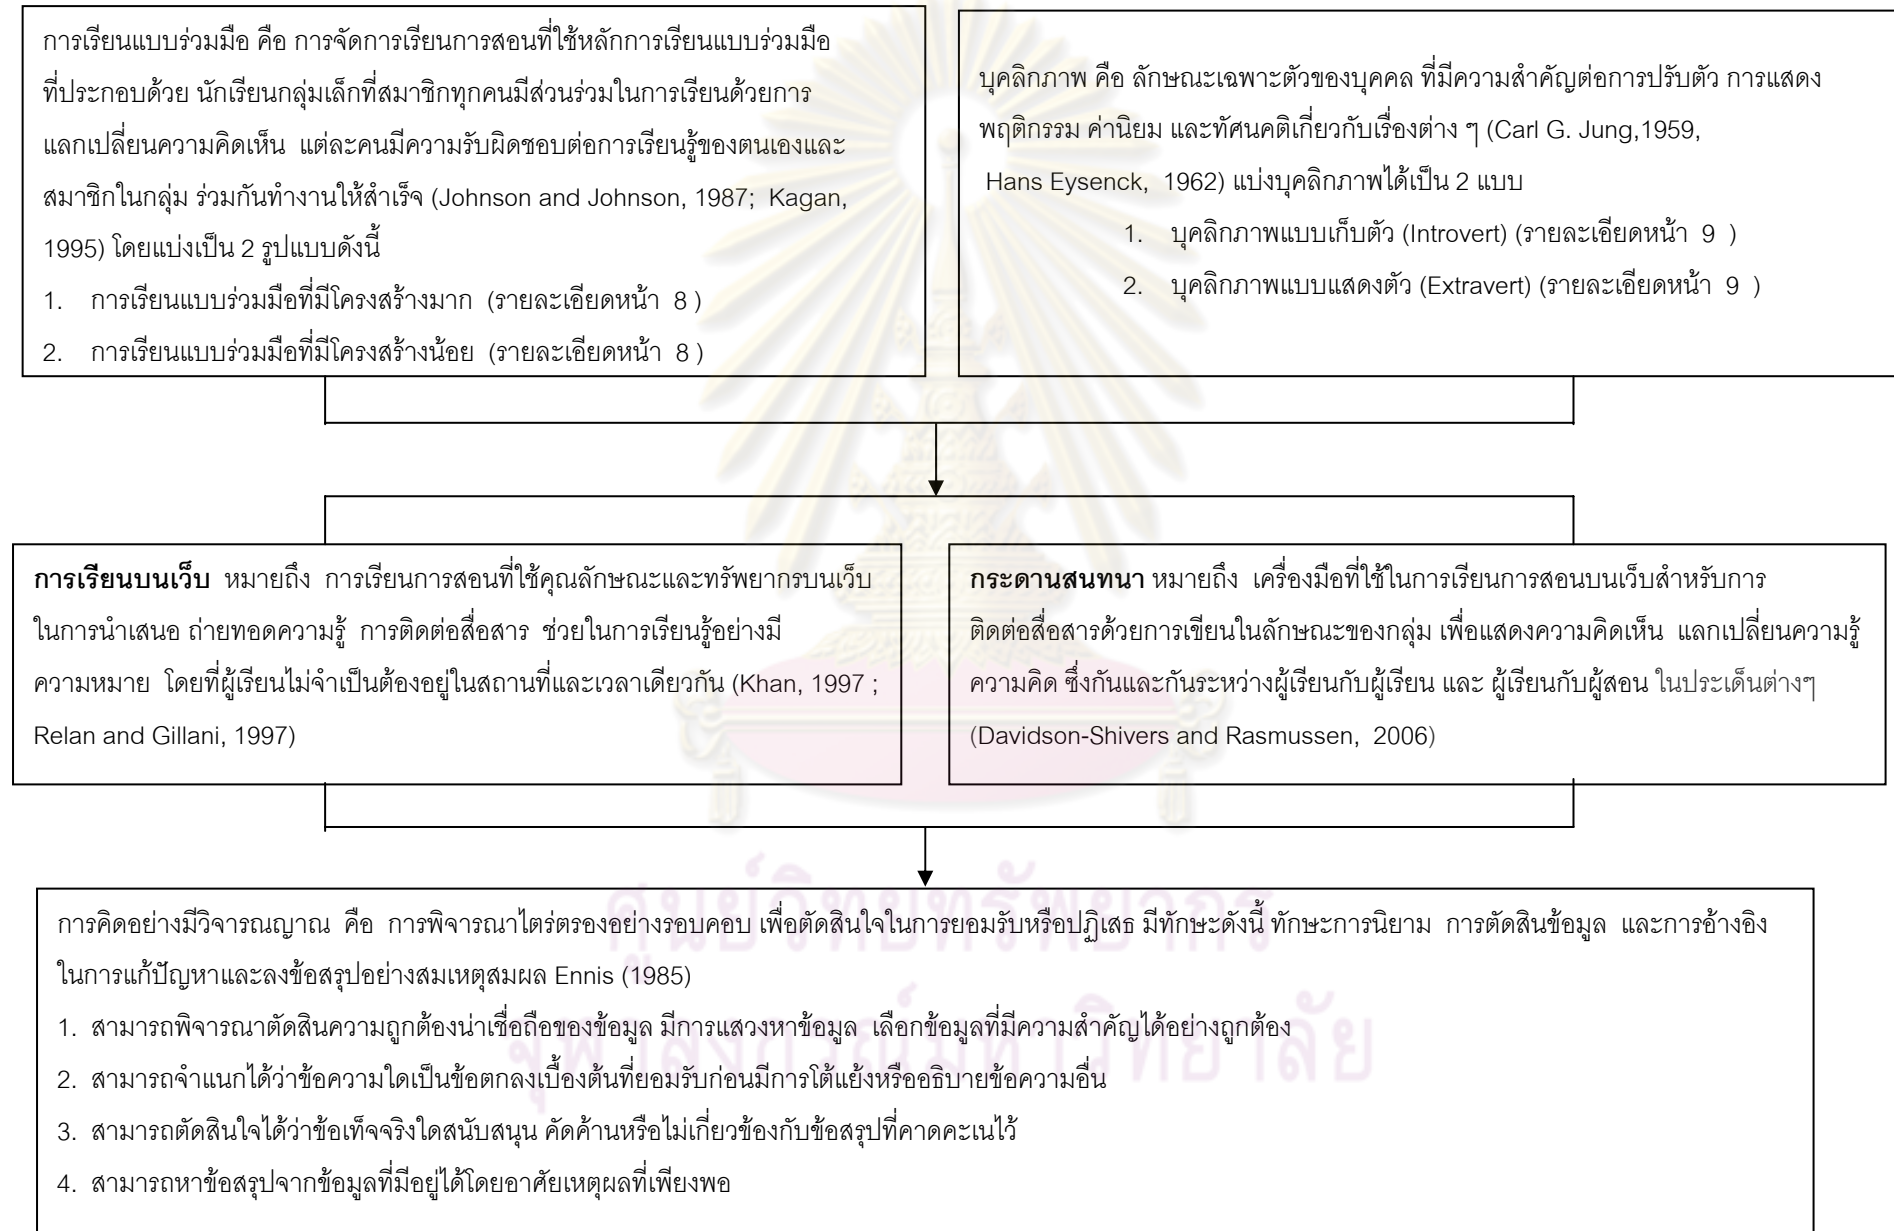 การเรียนแบบร่วมมือ คือ การจัดการเรียนการสอนที่ใช้หลักการเรียนแบบร่วมมือ
ที่ประกอบด้วย นักเรียนกลุ่มเล็กที่สมาชิกทุกคนมีส่วนร่วมในการเรียนด้วยการ
แลกเปลี่ยนความคิดเห็น แต่ละคนมีความรับผิดชอบต่อการเรียนรู้ของตนเองและ
สมาชิกในกลุ่ม ร่วมกันทำงานให้สำเร็จ (Johnson and Johnson, 1987; Kagan,
1995) โดยแบ่งเป็น 2 รูปแบบดังนี้
1. การเรียนแบบร่วมมือที่มีโครงสร้างมาก (รายละเอียดหน้า 8 )
2. การเรียนแบบร่วมมือที่มีโครงสร้างน้อย (รายละเอียดหน้า 8 )
บุคลิกภาพ คือ ลักษณะเฉพาะตัวของบุคคล ที่มีความสำคัญต่อการปรับตัว การแสดง
พฤติกรรม ค่านิยม และทัศนคติเกี่ยวกับเรื่องต่าง ๆ (Carl G. Jung,1959,
Hans Eysenck, 1962) แบ่งบุคลิกภาพได้เป็น 2 แบบ
1. บุคลิกภาพแบบเก็บตัว (Introvert) (รายละเอียดหน้า 9 )
2. บุคลิกภาพแบบแสดงตัว (Extravert) (รายละเอียดหน้า 9 )
การเรียนบนเว็บ หมายถึง การเรียนการสอนที่ใช้คุณลักษณะและทรัพยากรบนเว็บ
ในการนำเสนอ ถ่ายทอดความรู้ การติดต่อสื่อสาร ช่วยในการเรียนรู้อย่างมี
ความหมาย โดยที่ผู้เรียนไม่จำเป็นต้องอยู่ในสถานที่และเวลาเดียวกัน (Khan, 1997 ;
Relan and Gillani, 1997)
กระดานสนทนา หมายถึง เครื่องมือที่ใช้ในการเรียนการสอนบนเว็บสำหรับการ
ติดต่อสื่อสารด้วยการเขียนในลักษณะของกลุ่ม เพื่อแสดงความคิดเห็น แลกเปลี่ยนความรู้
ความคิด ซึ่งกันและกันระหว่างผู้เรียนกับผู้เรียน และ ผู้เรียนกับผู้สอน ในประเด็นต่างๆ
(Davidson-Shivers and Rasmussen, 2006)
การคิดอย่างมีวิจารณญาณ คือ การพิจารณาไตร่ตรองอย่างรอบคอบ เพื่อตัดสินใจในการยอมรับหรือปฏิเสธ มีทักษะดังนี้ ทักษะการนิยาม การตัดสินข้อมูล และการอ้างอิง
ในการแก้ปัญหาและลงข้อสรุปอย่างสมเหตุสมผล Ennis (1985)
1. สามารถพิจารณาตัดสินความถูกต้องน่าเชื่อถือของข้อมูล มีการแสวงหาข้อมูล เลือกข้อมูลที่มีความสำคัญได้อย่างถูกต้อง
2. สามารถจำแนกได้ว่าข้อความใดเป็นข้อตกลงเบื้องต้นที่ยอมรับก่อนมีการโต้แย้งหรืออธิบายข้อความอื่น
3. สามารถตัดสินใจได้ว่าข้อเท็จจริงใดสนับสนุน คัดค้านหรือไม่เกี่ยวข้องกับข้อสรุปที่คาดคะเนไว้
4. สามารถหาข้อสรุปจากข้อมูลที่มีอยู่ได้โดยอาศัยเหตุผลที่เพียงพอ
ศูนย์วิทยทรัพยากร
จุฬาลงกรณ์มหาวิทยาลัย